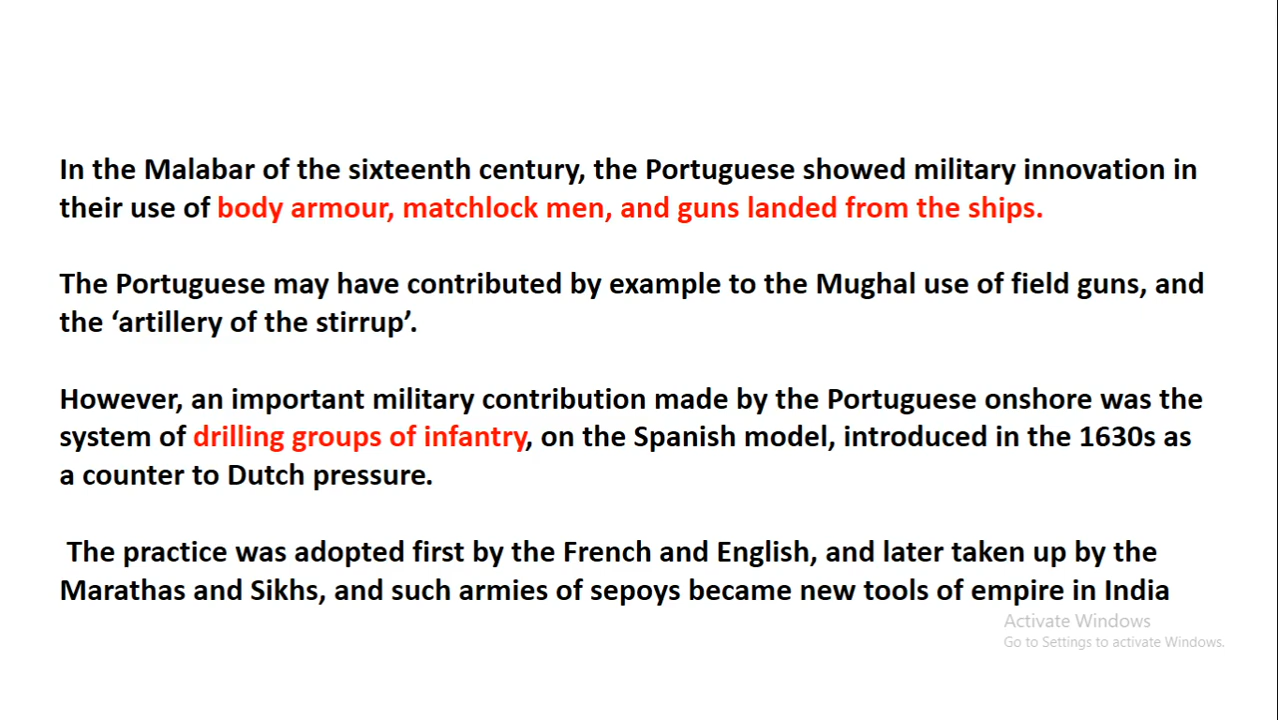 In the Malabar of the sixteenth century, the Portuguese showed military innovation in
their use of body armour, matchlock men, and guns landed from the ships.
The Portuguese may have contributed by example to the Mughal use of field guns, and
the ‘artillery of the stirrup’.
However, an important military contribution made by the Portuguese onshore was the
system of drilling groups of infantry, on the Spanish model, introduced in the 1630s as
a counter to Dutch pressure.
The practice was adopted first by the French and English, and later taken up by the
Marathas and Sikhs, and such armies of sepoys became new tools of empire in India
Activate Windows
Go to Settings to activate Windows.